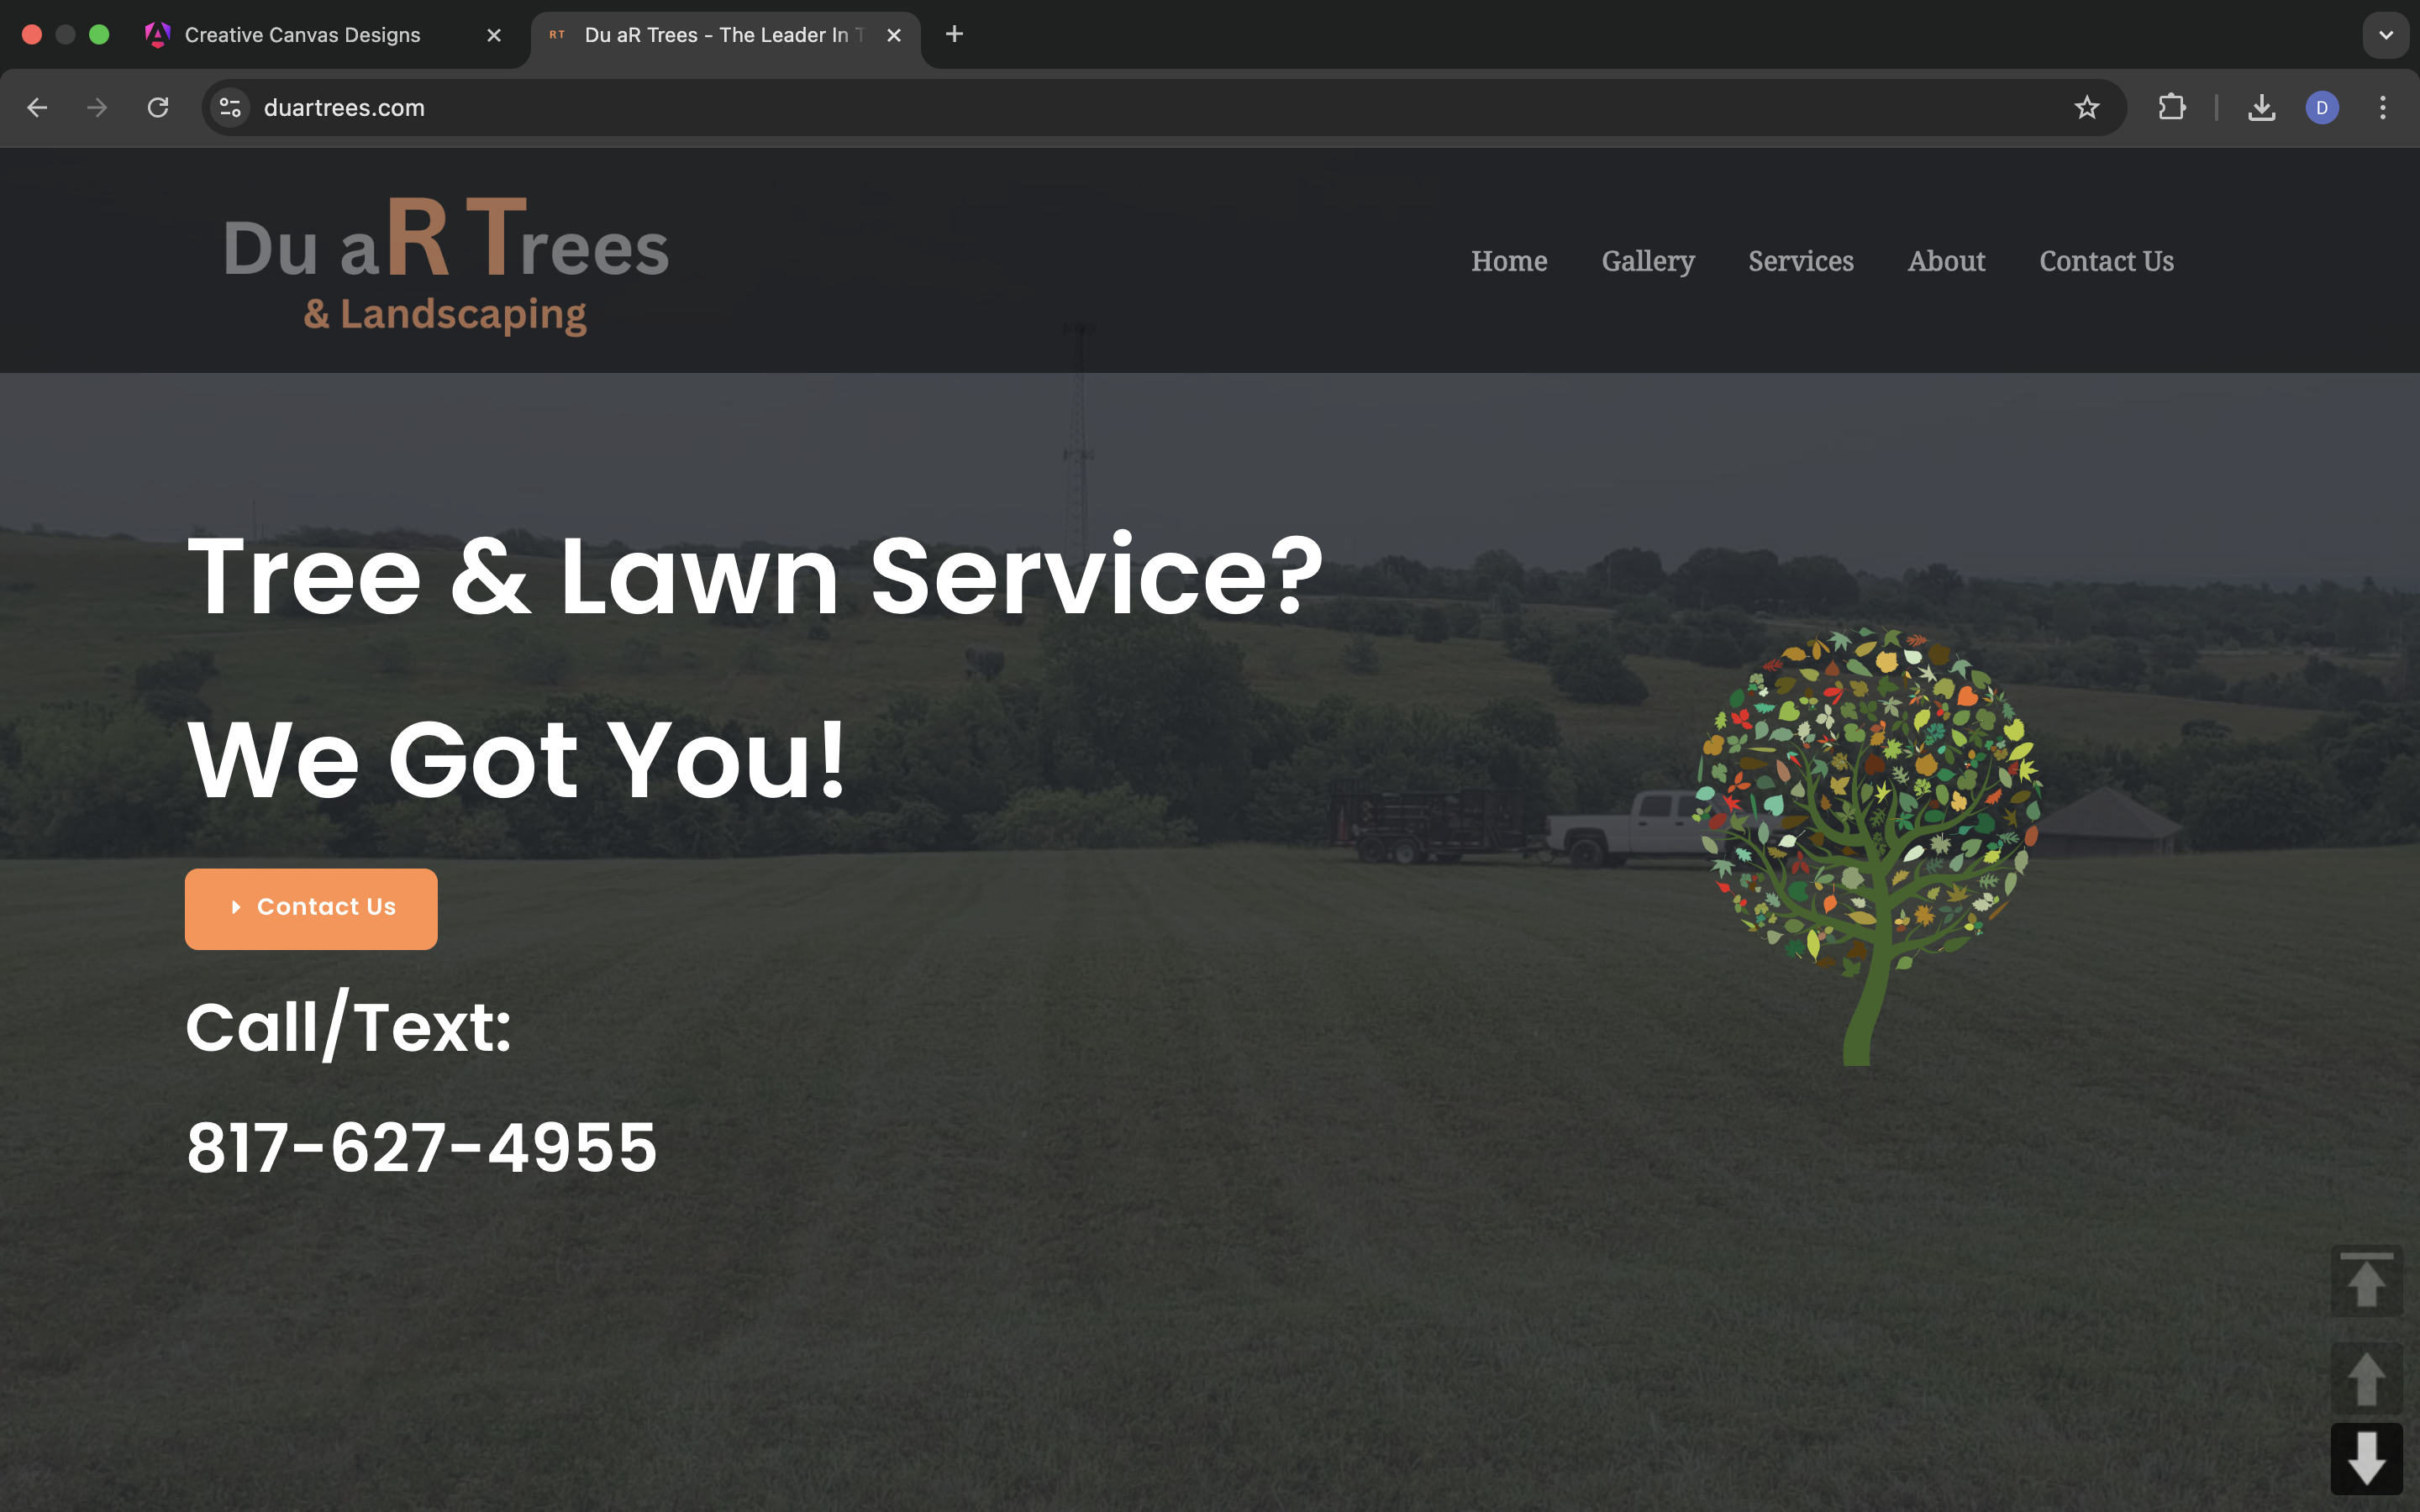 Creative Canvas Designs
RT Du aR Trees - The Leader In T
duartrees.com
D
Du aR Trees
& Landscaping
Home Gallery Services About Contact Us
Tree & Lawn Service?
We Got You!
Contact Us
Call/Text:
817-627-4955